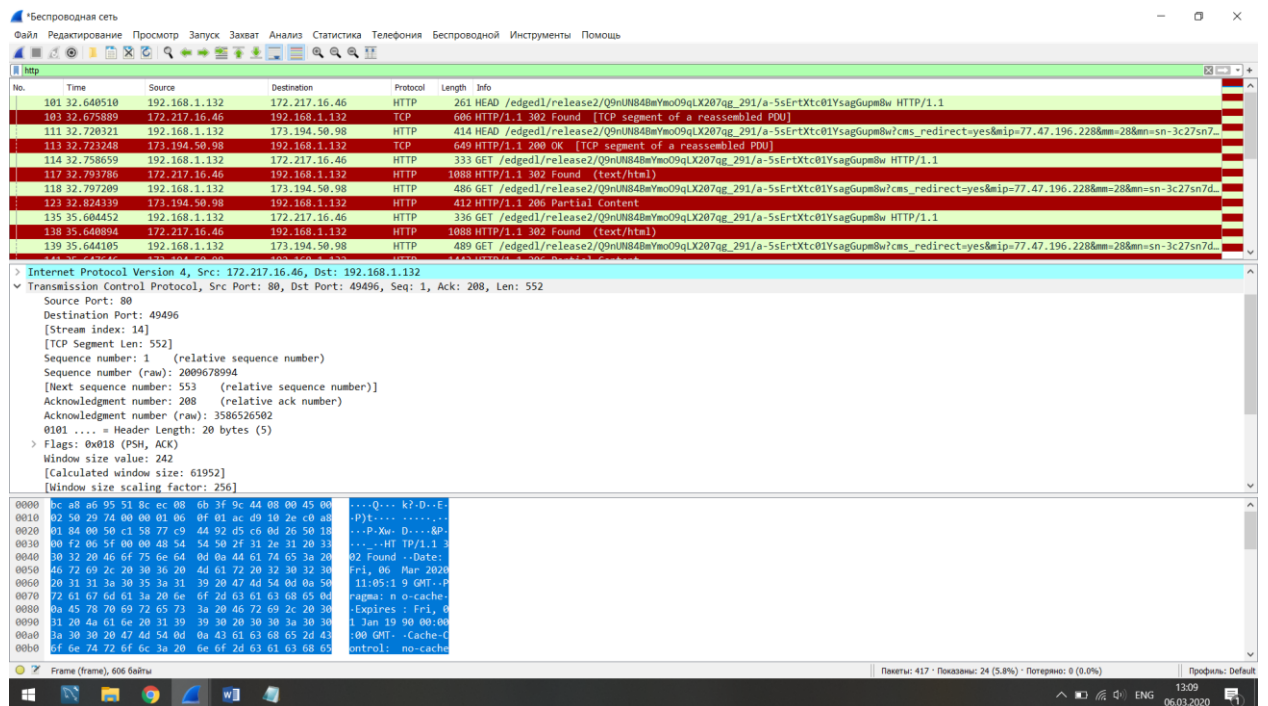 *Беспроводная сеть
Файл Редактирование Просмотр Запуск Захват Анализ Статистика Телефония Беспроводной Инструменты Помощь
http
No. Time Source Destination Protocol Length Info
101 32.640510 192.168.1.132 172.217.16.46 HTTP 261 HEAD /edgedl/release2/Q9nUN84BmYmoO9qLX207qg_291/a-5sErtXtc01YsagGupm8w HTTP/1.1
103 32.675889 172.217.16.46 192.168.1.132 TCP 606 HTTP/1.1 302 Found [TCP segment of a reassembled PDU]
111 32.720321 192.168.1.132 173.194.50.98 HTTP 414 HEAD /edgedl/release2/Q9nUN84BmYmoO9qLX207qg_291/a-5sErtXtc01YsagGupm8w?cms_redirect=yes&mip=77.47.196.228&mm=28&mn=sn-3c27sn7…
113 32.723248 173.194.50.98 192.168.1.132 TCP 649 HTTP/1.1 200 OK [TCP segment of a reassembled PDU]
114 32.758659 192.168.1.132 172.217.16.46 HTTP 333 GET /edgedl/release2/Q9nUN84BmYmoO9qLX207qg_291/a-5sErtXtc01YsagGupm8w HTTP/1.1
117 32.793786 172.217.16.46 192.168.1.132 HTTP 1088 HTTP/1.1 302 Found (text/html)
118 32.797209 192.168.1.132 173.194.50.98 HTTP 486 GET /edgedl/release2/Q9nUN84BmYmoO9qLX207qg_291/a-5sErtXtc01YsagGupm8w?cms_redirect=yes&mip=77.47.196.228&mm=28&mn=sn-3c27sn7d…
123 32.824339 173.194.50.98 192.168.1.132 HTTP 412 HTTP/1.1 206 Partial Content
135 35.604452 192.168.1.132 172.217.16.46 HTTP 336 GET /edgedl/release2/Q9nUN84BmYmoO9qLX207qg_291/a-5sErtXtc01YsagGupm8w HTTP/1.1
138 35.640894 172.217.16.46 192.168.1.132 HTTP 1088 HTTP/1.1 302 Found (text/html)
139 35.644105 192.168.1.132 173.194.50.98 HTTP 489 GET /edgedl/release2/Q9nUN84BmYmoO9qLX207qg_291/a-5sErtXtc01YsagGupm8w?cms_redirect=yes&mip=77.47.196.228&mm=28&mn=sn-3c27sn7d…
Internet Protocol Version 4, Src: 172.217.16.46, Dst: 192.168.1.132
Transmission Control Protocol, Src Port: 80, Dst Port: 49496, Seq: 1, Ack: 208, Len: 552
Source Port: 80
Destination Port: 49496
[Stream index: 14]
[TCP Segment Len: 552]
Sequence number: 1 (relative sequence number)
Sequence number (raw): 2009678994
[Next sequence number: 553 (relative sequence number)]
Acknowledgment number: 208 (relative ack number)
Acknowledgment number (raw): 3586526502
0101 .... = Header Length: 20 bytes (5)
Flags: 0x018 (PSH, ACK)
Window size value: 242
[Calculated window size: 61952]
[Window size scaling factor: 256]
0000 bc a8 a6 95 51 8c ec 08 6b 3f 9c 44 08 00 45 00 ····Q··· k?·D··E·
0010 02 50 29 74 00 00 01 06 0f 01 ac d9 10 2e c0 a8 ·P)t···· ·····.··
0020 01 84 00 50 c1 58 77 c9 44 92 d5 c6 0d 26 50 18 ···P·Xw· D····&P·
0030 00 f2 06 5f 00 00 48 54 54 50 2f 31 2e 31 20 33 ···_··HT TP/1.1 3
0040 30 32 20 46 6f 75 6e 64 0d 0a 44 61 74 65 3a 20 02 Found ··Date:
0050 46 72 69 2c 20 30 36 20 4d 61 72 20 32 30 32 30 Fri, 06 Mar 2020
0060 20 31 31 3a 30 35 3a 31 39 20 47 4d 54 0d 0a 50 11:05:1 9 GMT··P
0070 72 61 67 6d 61 3a 20 6e 6f 2d 63 61 63 68 65 0d ragma: n o-cache·
0080 0a 45 78 70 69 72 65 73 3a 20 46 72 69 2c 20 30 ·Expires : Fri, 0
0090 31 20 4a 61 6e 20 31 39 39 30 20 30 30 3a 30 30 1 Jan 19 90 00:00
00a0 3a 30 30 20 47 4d 54 0d 0a 43 61 63 68 65 2d 43 :00 GMT· ·Cache-C
00b0 6f 6e 74 72 6f 6c 3a 20 6e 6f 2d 63 61 63 68 65 ontrol: no-cache
Frame (frame), 606 байты Пакеты: 417 · Показаны: 24 (5.8%) · Потеряно: 0 (0.0%) Профиль: Default
ENG 13:09
06.03.2020